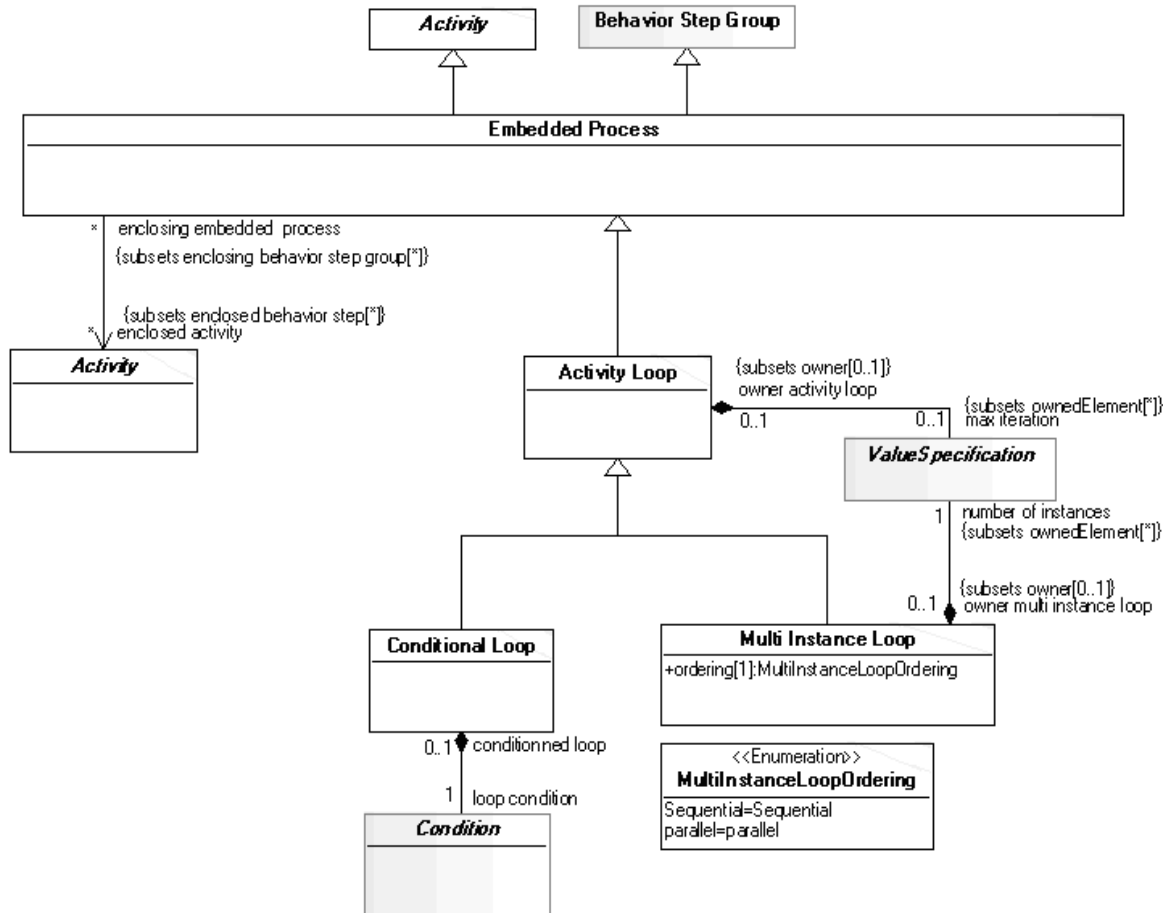 Activity
Behavior Step Group
Embedded Process
* enclosing embedded process
{subsets enclosing behavior step group[*]}
{subsets enclosed behavior step[*]}
* enclosed activity
Activity
Activity Loop
{subsets owner[0..1]}
owner activity loop
0..1
0..1
{subsets ownedElement[*]}
max iteration
ValueSpecification
1
number of instances
{subsets ownedElement[*]}
{subsets owner[0..1]}
0..1
owner multi instance loop
Conditional Loop
Multi Instance Loop
+ordering[1]:MultiInstanceLoopOrdering
0..1
conditionned loop
1
loop condition
Condition
<<Enumeration>>
MultiInstanceLoopOrdering
Sequential=Sequential
parallel=parallel